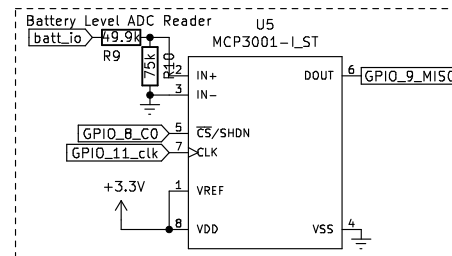 Battery Level ADC Reader
batt_io
49.9k
R9
75k
R10
U5
MCP3001-I_ST
2
IN+
3
IN-
DOUT
6
GPIO_9_MISO
GPIO_8_C0
5
CS/SHDN
GPIO_11_clk
7
CLK
+3.3V
1
VREF
8
VDD
VSS
4